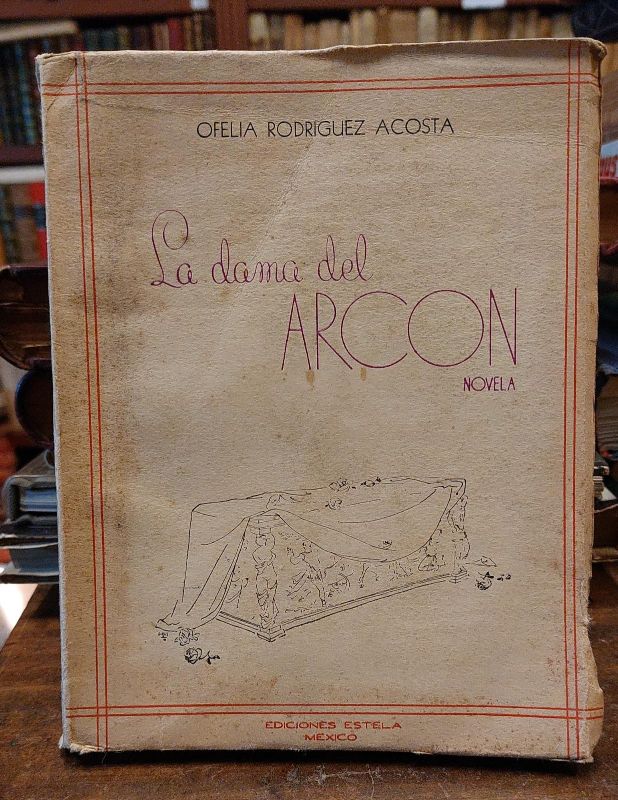 OFELIA RODRIGUEZ ACOSTA
La dama del
ARCON
NOVELA
EDICIONES ESTELA
MEXICO